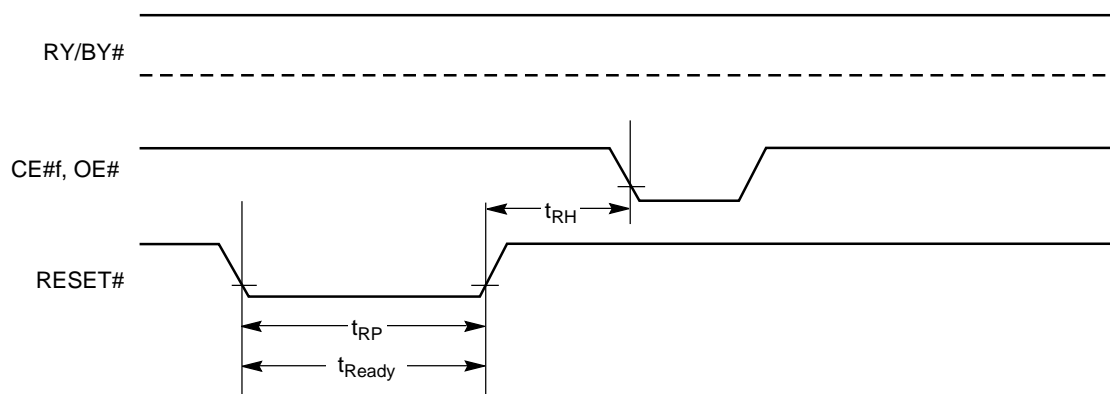 RY/BY#
CE#f, OE#
tRH
RESET#
tRP
tReady